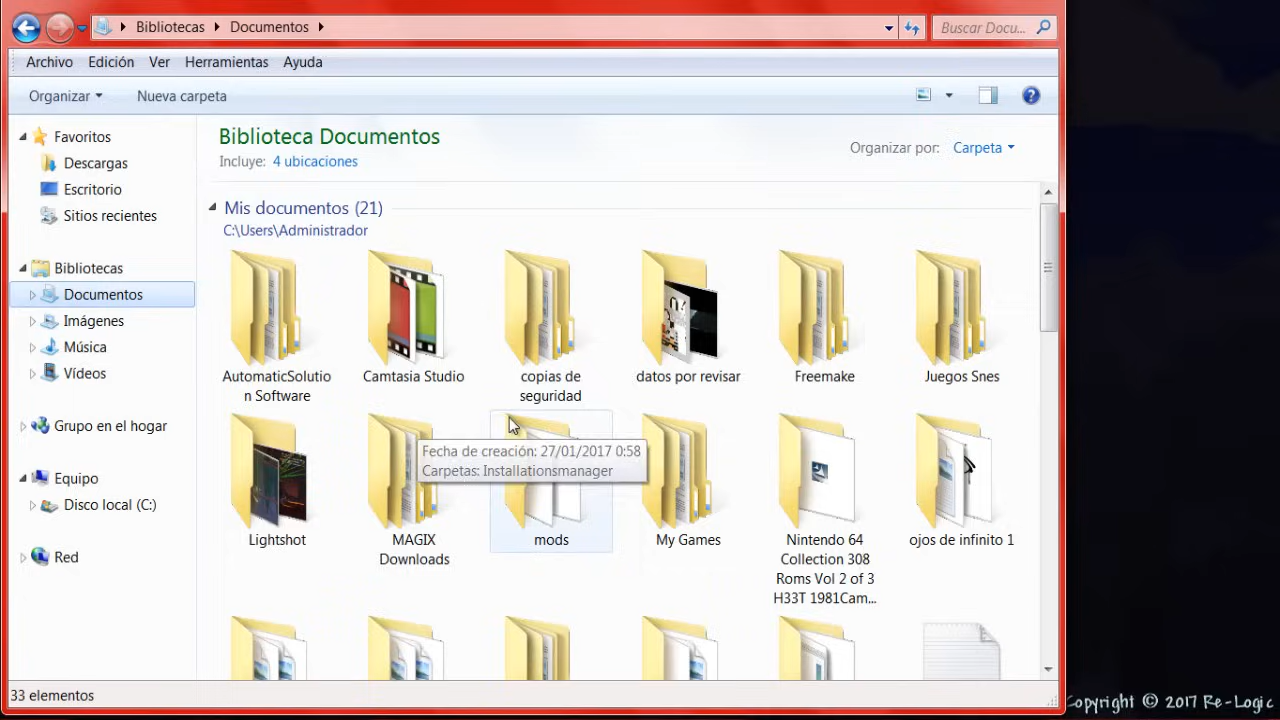 Bibliotecas Documentos
Buscar Docu...
Archivo Edición Ver Herramientas Ayuda
Organizar Nueva carpeta
Favoritos
Descargas
Escritorio
Sitios recientes
Bibliotecas
Documentos
Imágenes
Música
Vídeos
Grupo en el hogar
Equipo
Disco local (C:)
Red
Biblioteca Documentos
Incluye: 4 ubicaciones
Organizar por: Carpeta
Mis documentos (21)
C:\Users\Administrador
AutomaticSolutio
n Software
Camtasia Studio
copias de
seguridad
datos por revisar
Freemake
Juegos Snes
Fecha de creación: 27/01/2017 0:58
Carpetas: Installationsmanager
Lightshot
MAGIX
Downloads
mods
My Games
Nintendo 64
Collection 308
Roms Vol 2 of 3
H33T 1981Cam...
ojos de infinito 1
33 elementos
Copyright © 2017 Re-Logic